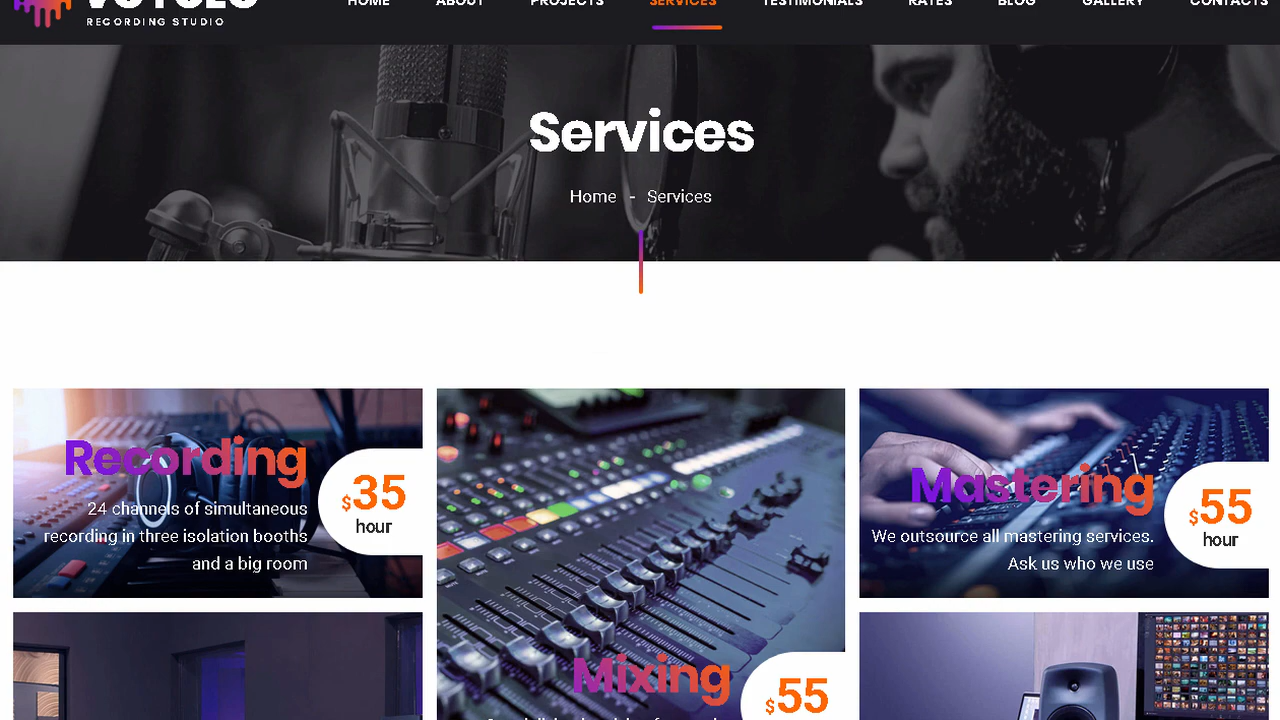 RECORDING STUDIO
HOME
ABOUT
PROJECTS
SERVICES
TESTIMONIALS
RATES
BLOG
GALLERY
CONTACTS
Services
Home - Services
Recording
24 channels of simultaneous
recording in three isolation booths
and a big room
$35
hour
Mastering
We outsource all mastering services.
Ask us who we use
$55
hour
Mixing
$55